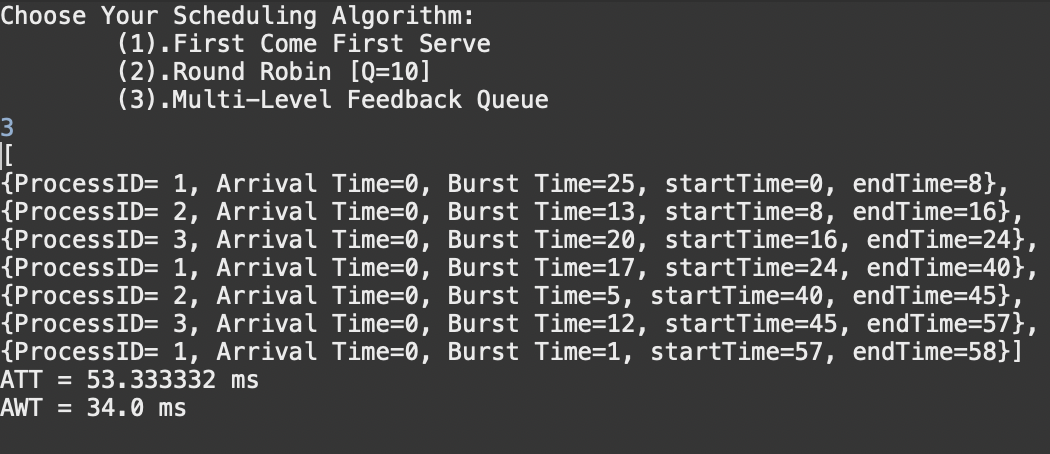 Choose Your Scheduling Algorithm:
(1).First Come First Serve
(2).Round Robin [Q=10]
(3).Multi-Level Feedback Queue
3
[
{ProcessID= 1, Arrival Time=0, Burst Time=25, startTime=0, endTime=8},
{ProcessID= 2, Arrival Time=0, Burst Time=13, startTime=8, endTime=16},
{ProcessID= 3, Arrival Time=0, Burst Time=20, startTime=16, endTime=24},
{ProcessID= 1, Arrival Time=0, Burst Time=17, startTime=24, endTime=40},
{ProcessID= 2, Arrival Time=0, Burst Time=5, startTime=40, endTime=45},
{ProcessID= 3, Arrival Time=0, Burst Time=12, startTime=45, endTime=57},
{ProcessID= 1, Arrival Time=0, Burst Time=1, startTime=57, endTime=58}]
ATT = 53.333332 ms
AWT = 34.0 ms